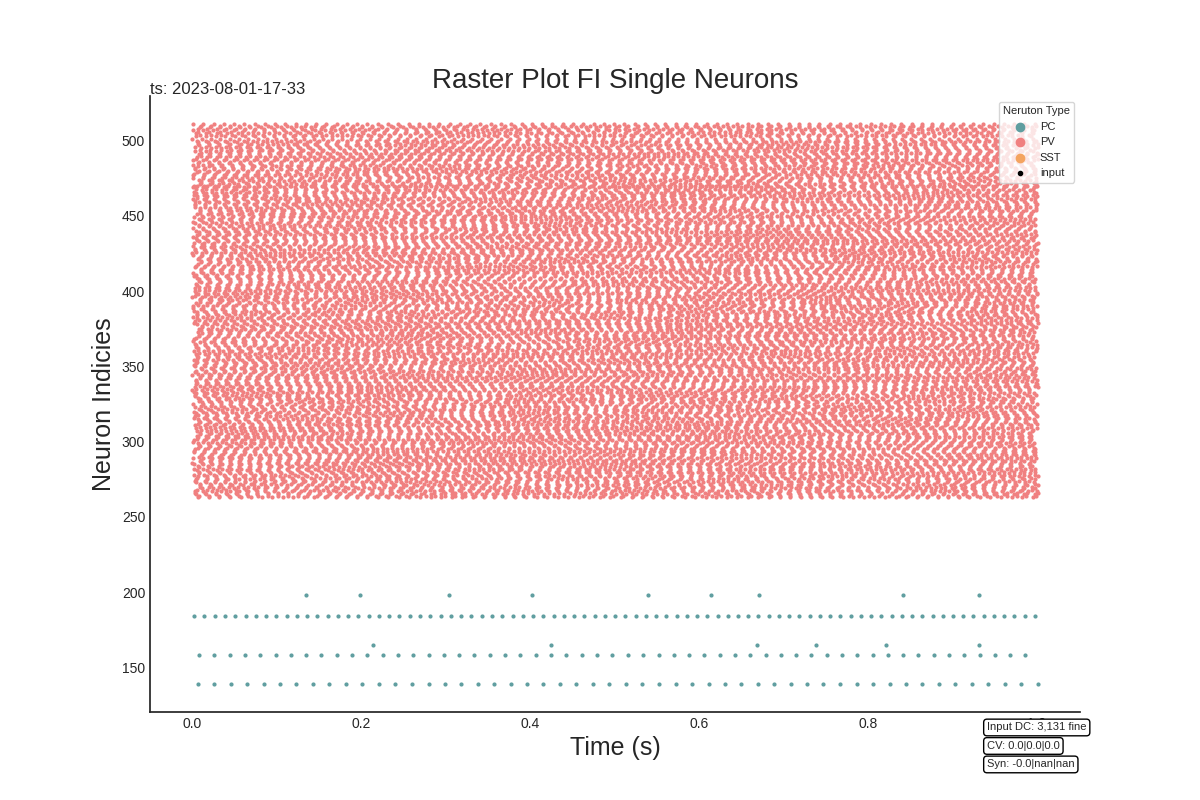 Raster Plot FI Single Neurons
ts: 2023-08-01-17-33
Neruton Type
PC
PV
SST
input
500
450
400
350
300
250
200
150
Neuron Indicies
0.0
0.2
0.4
0.6
0.8
Time (s)
Input DC: 3,131 fine
CV: 0.0|0.0|0.0
Syn: -0.0|nan|nan